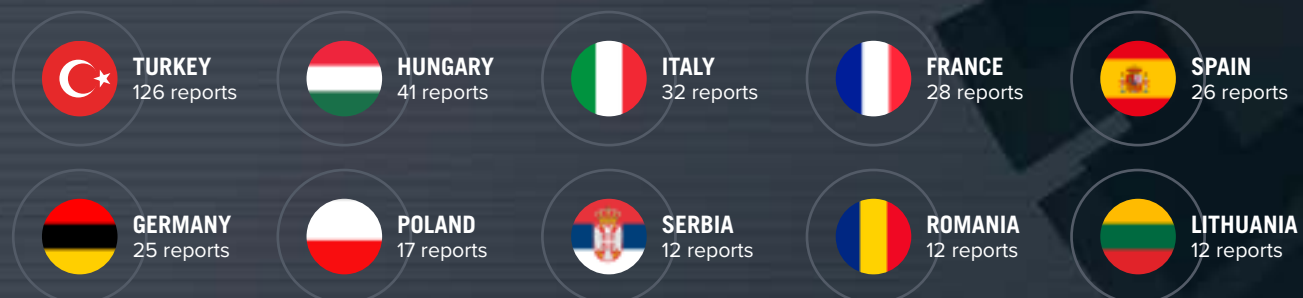 TURKEY
126 reports
HUNGARY
41 reports
ITALY
32 reports
FRANCE
28 reports
SPAIN
26 reports
GERMANY
25 reports
POLAND
17 reports
SERBIA
12 reports
ROMANIA
12 reports
LITHUANIA
12 reports